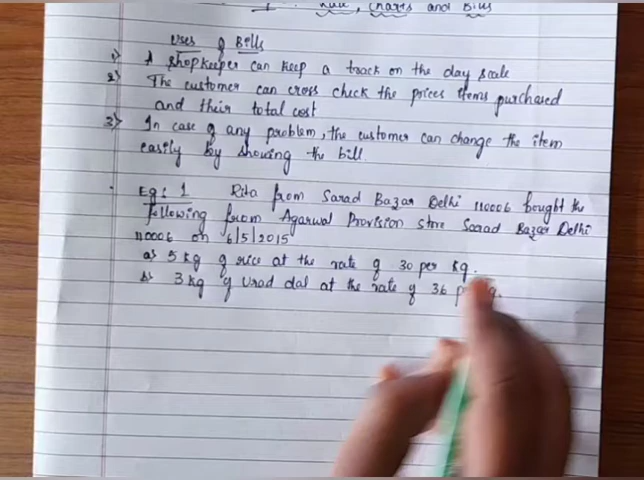 Rate, Charts and Bills
Uses of Bills
1) A shopkeeper can keep a track on the day scale
2) The customer can cross check the prices items purchased
and their total cost
3) In case of any problem, the customer can change the item
easily by showing the bill.
Eg: 1 Rita from Sarad Bazar Delhi 110006 bought the
following from Agarwal Provision store Saead Bazar Delhi
110006 on 6/5/2015
a) 5 kg of rice at the rate of 30 per kg.
b) 3 kg of Urad dal at the rate of 36 p